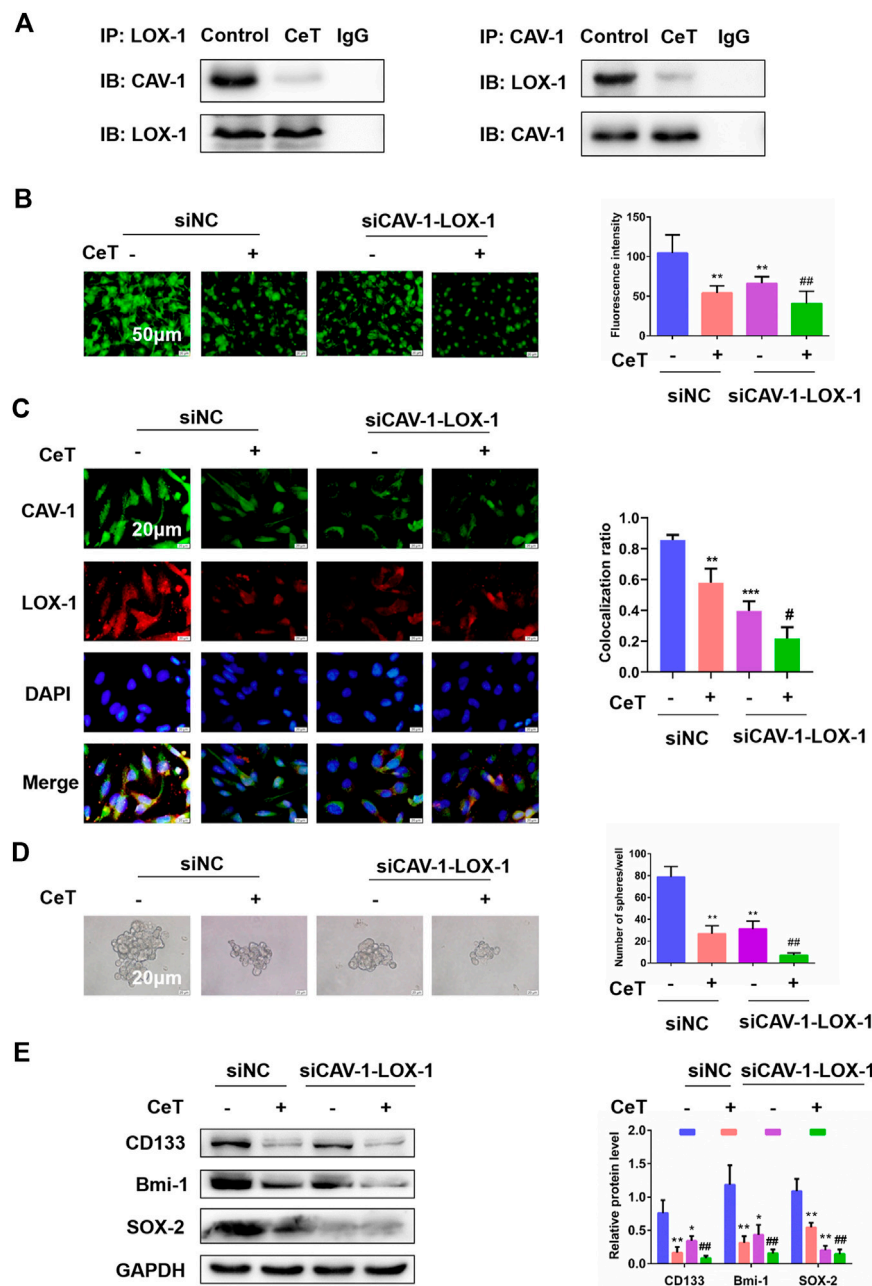 A
IP: LOX-1 Control CeT IgG
IB: CAV-1
IB: LOX-1
IP: CAV-1 Control CeT IgG
IB: LOX-1
IB: CAV-1
B
siNC siCAV-1-LOX-1
CeT - + - +
50μm
Fluorescence intensity
150
100
50
0
** ** ##
CeT - + - +
siNC siCAV-1-LOX-1
C
siNC siCAV-1-LOX-1
CeT - + - +
CAV-1
20μm
LOX-1
DAPI
Merge
Colocalization ratio
1.0
0.8
0.6
0.4
0.2
0.0
** *** #
CeT - + - +
siNC siCAV-1-LOX-1
D
siNC siCAV-1-LOX-1
CeT - + - +
20μm
Number of spheres/well
100
80
60
40
20
0
** ** ##
CeT - + - +
siNC siCAV-1-LOX-1
E
siNC siCAV-1-LOX-1
CeT - + - +
CD133
Bmi-1
SOX-2
GAPDH
siNC siCAV-1-LOX-1
CeT - + - +
Relative protein level
2.0
1.5
1.0
0.5
0.0
** * ## ** * ## ** ** ##
CD133 Bmi-1 SOX-2